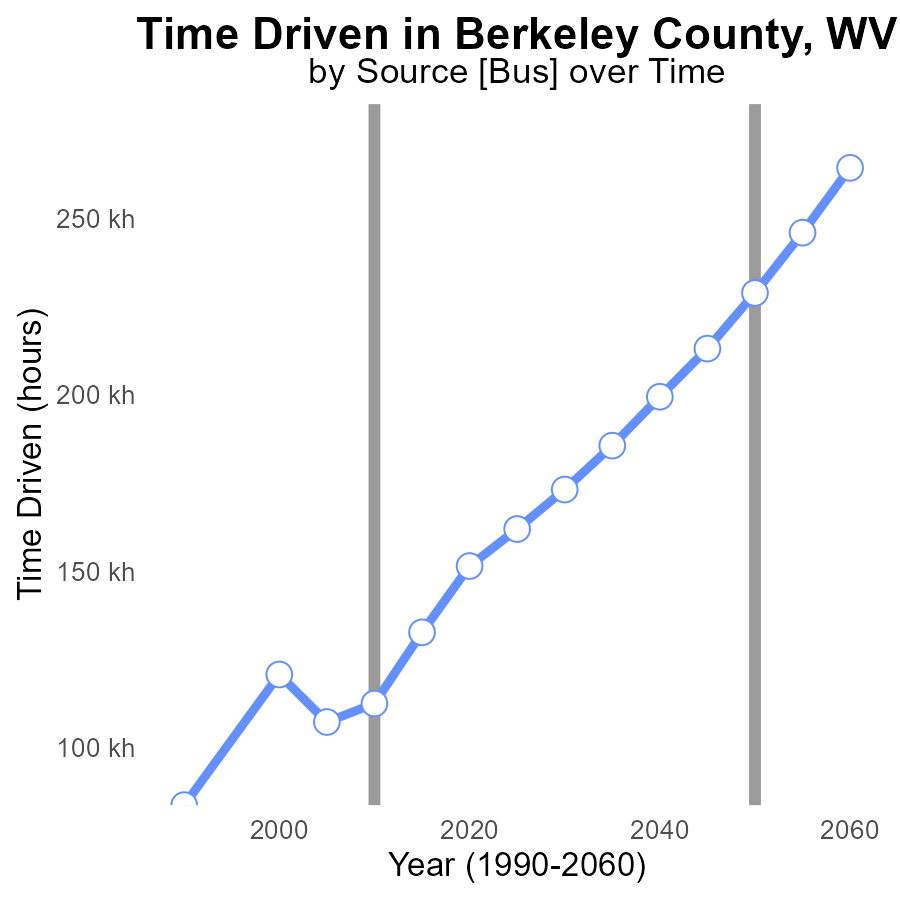 Time Driven in Berkeley County, WV
by Source [Bus] over Time
Time Driven (hours)
250 kh
200 kh
150 kh
100 kh
2000
2020
2040
2060
Year (1990-2060)